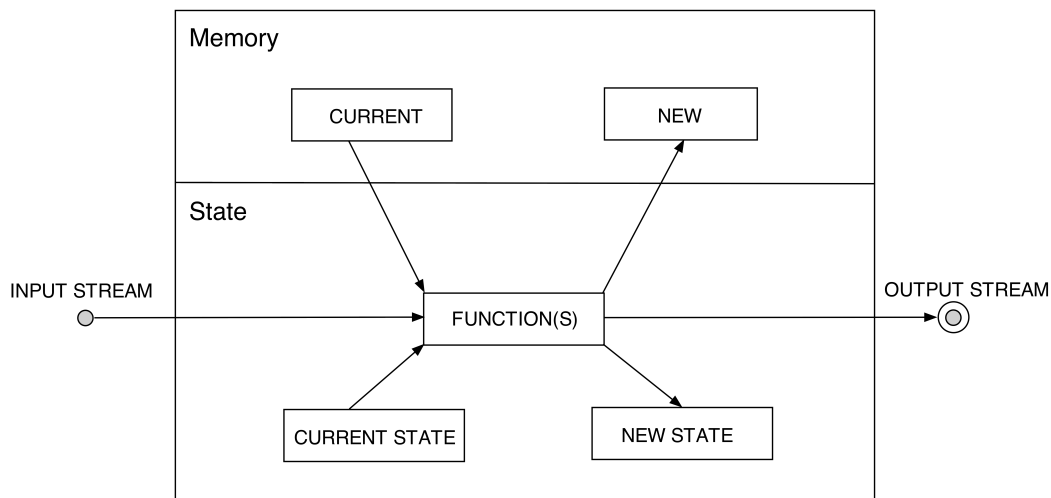 Memory
CURRENT
NEW
State
INPUT STREAM
OUTPUT STREAM
FUNCTION(S)
CURRENT STATE
NEW STATE